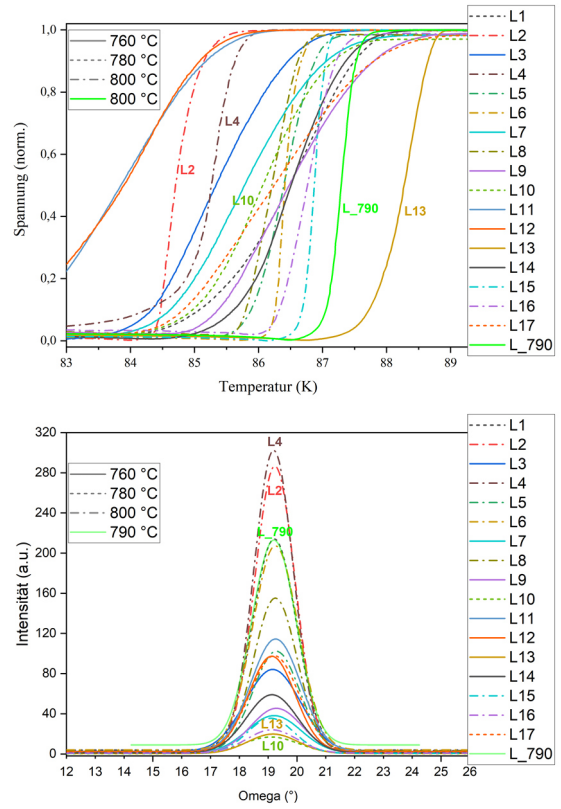 1,0
0,8
0,6
0,4
0,2
0,0
Spannung (norm.)
760 °C
780 °C
800 °C
800 °C
L2
L4
L10
L_790
L13
83 84 85 86 87 88 89
Temperatur (K)
L1
L2
L3
L4
L5
L6
L7
L8
L9
L10
L11
L12
L13
L14
L15
L16
L17
L_790
320
280
240
200
160
120
80
40
0
Intensität (a.u.)
760 °C
780 °C
800 °C
790 °C
L4
L2
L_790
L13
L10
12 13 14 15 16 17 18 19 20 21 22 23 24 25 26
Omega (°)
L1
L2
L3
L4
L5
L6
L7
L8
L9
L10
L11
L12
L13
L14
L15
L16
L17
L_790